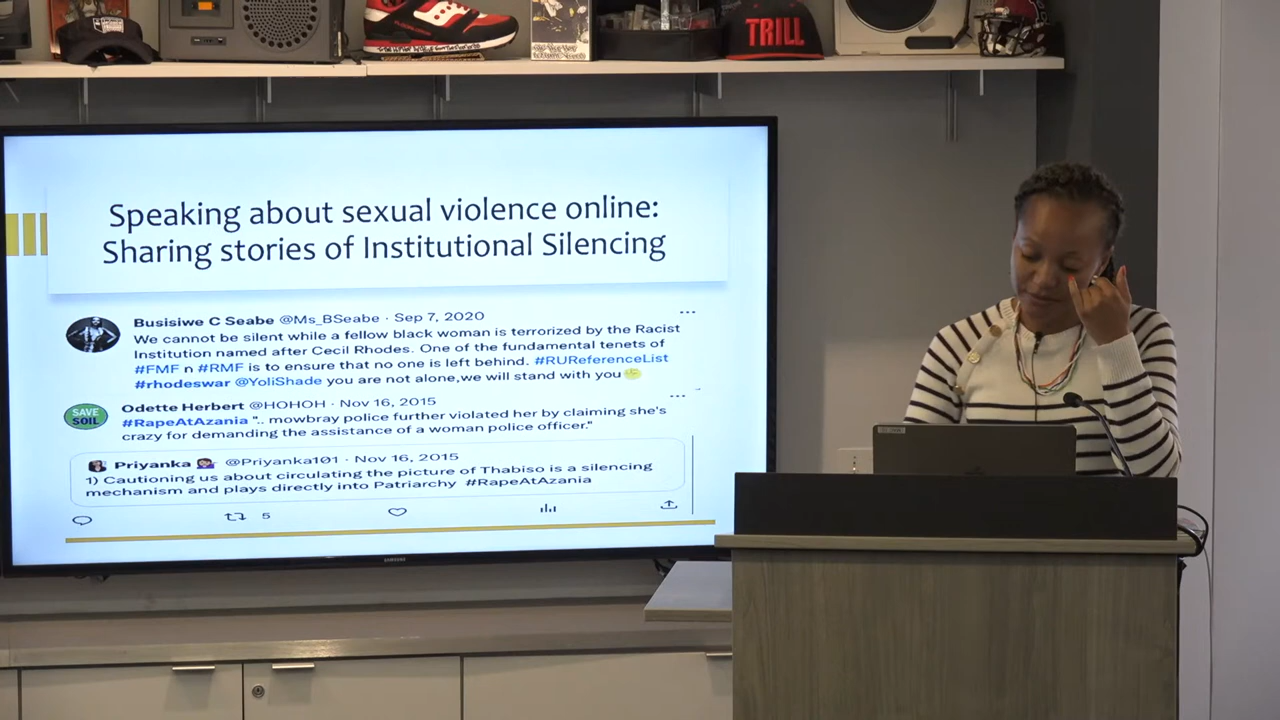 TRILL
Speaking about sexual violence online:
Sharing stories of Institutional Silencing
Busisiwe C Seabe @Ms_BSeabe · Sep 7, 2020
We cannot be silent while a fellow black woman is terrorized by the Racist
Institution named after Cecil Rhodes. One of the fundamental tenets of
#FMF n #RMF is to ensure that no one is left behind. #RUReferenceList
#rhodeswar @YoliShade you are not alone,we will stand with you
SAVE
SOIL
Odette Herbert @HOHOH · Nov 16, 2015
#RapeAtAzania ".. mowbray police further violated her by claiming she's
crazy for demanding the assistance of a woman police officer."
Priyanka @Priyanka101 · Nov 16, 2015
1) Cautioning us about circulating the picture of Thabiso is a silencing
mechanism and plays directly into Patriarchy #RapeAtAzania
5
SAMSUNG